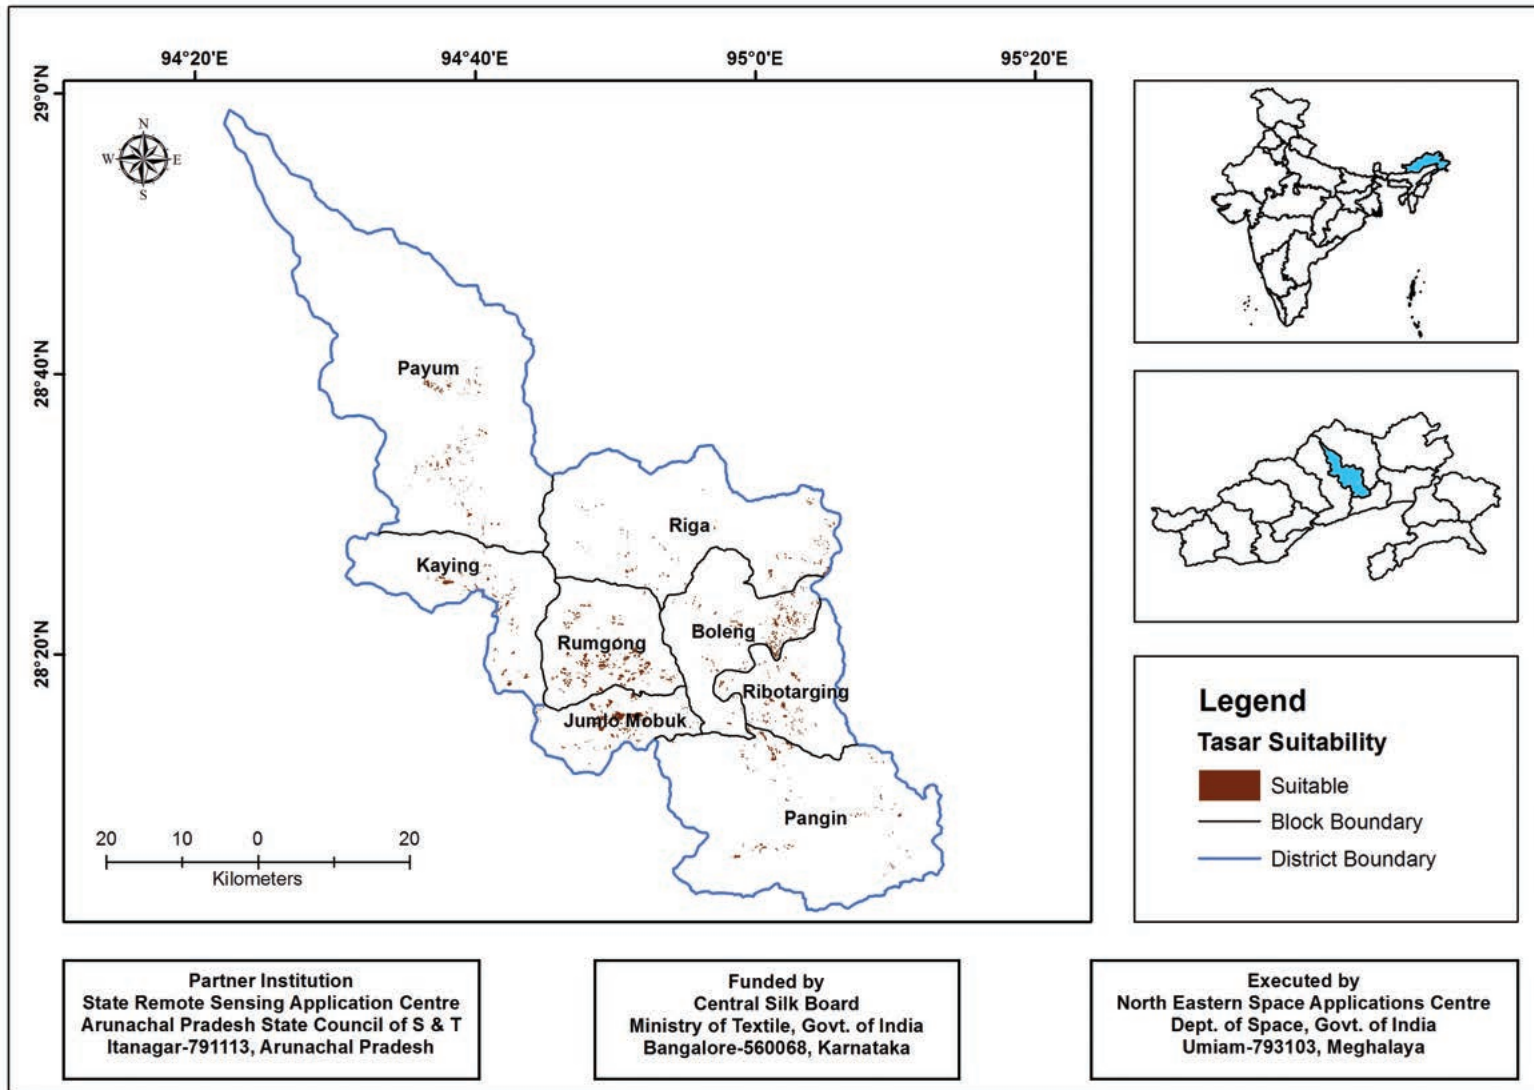 94°20'E
94°40'E
95°0'E
95°20'E
29°0'N
28°40'N
28°20'N
N
W
E
S
Payum
Riga
Kaying
Boleng
Rumgong
Ribotarging
Jumlo Mobuk
Pangin
20
10
0
20
Kilometers
Legend
Tasar Suitability
Suitable
Block Boundary
District Boundary
Partner Institution
State Remote Sensing Application Centre
Arunachal Pradesh State Council of S & T
Itanagar-791113, Arunachal Pradesh
Funded by
Central Silk Board
Ministry of Textile, Govt. of India
Bangalore-560068, Karnataka
Executed by
North Eastern Space Applications Centre
Dept. of Space, Govt. of India
Umiam-793103, Meghalaya